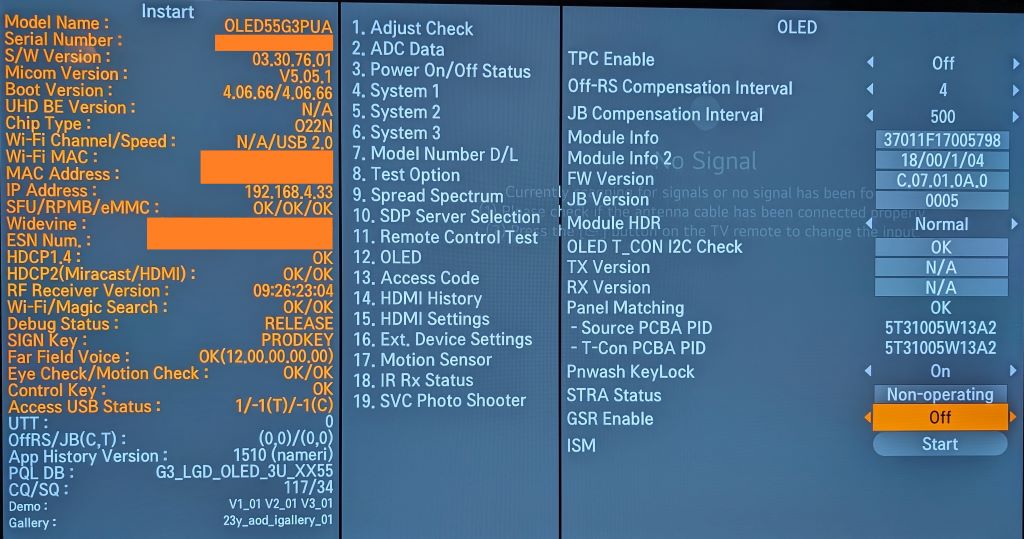 Instart
Model Name : OLED55G3PUA
Serial Number :
S/W Version : 03.30.76.01
Micom Version : V5.05.1
Boot Version : 4.06.66/4.06.66
UHD BE Version : N/A
Chip Type : O22N
Wi-Fi Channel/Speed : N/A/USB 2.0
Wi-Fi MAC :
MAC Address :
IP Address : 192.168.4.33
SFU/RPMB/eMMC : OK/OK/OK
Widevine :
ESN Num. :
HDCP1.4 : OK
HDCP2(Miracast/HDMI) : OK/OK
RF Receiver Version : 09:26:23:04
Wi-Fi/Magic Search : OK/OK
Debug Status : RELEASE
SIGN Key : PRODKEY
Far Field Voice : OK(12.00.00.00.00)
Eye Check/Motion Check : OK/OK
Control Key : OK
Access USB Status : 1/-1(T)/-1(C)
UTT : 0
OffRS/JB(C,T) : (0,0)/(0,0)
App History Version : 1510 (nameri)
PQL DB : G3_LGD_OLED_3U_XX55
CQ/SQ : 117/34
Demo : V1_01 V2_01 V3_01
Gallery : 23y_aod_igallery_01
1. Adjust Check
2. ADC Data
3. Power On/Off Status
4. System 1
5. System 2
6. System 3
7. Model Number D/L
8. Test Option
9. Spread Spectrum
10. SDP Server Selection
11. Remote Control Test
12. OLED
13. Access Code
14. HDMI History
15. HDMI Settings
16. Ext. Device Settings
17. Motion Sensor
18. IR Rx Status
19. SVC Photo Shooter
OLED
TPC Enable Off
Off-RS Compensation Interval 4
JB Compensation Interval 500
Module Info 37011F17005798
Module Info 2 18/00/1/04
FW Version C.07.01.0A.0
JB Version 0005
Module HDR Normal
OLED T_CON I2C Check OK
TX Version N/A
RX Version N/A
Panel Matching OK
- Source PCBA PID 5T31005W13A2
- T-Con PCBA PID 5T31005W13A2
Pnwash KeyLock On
STRA Status Non-operating
GSR Enable Off
ISM Start
No Signal
Currently for signals or no signal has been fo
Please check if the antenna cable has been connected properly
Press the button on the TV remote to change the input